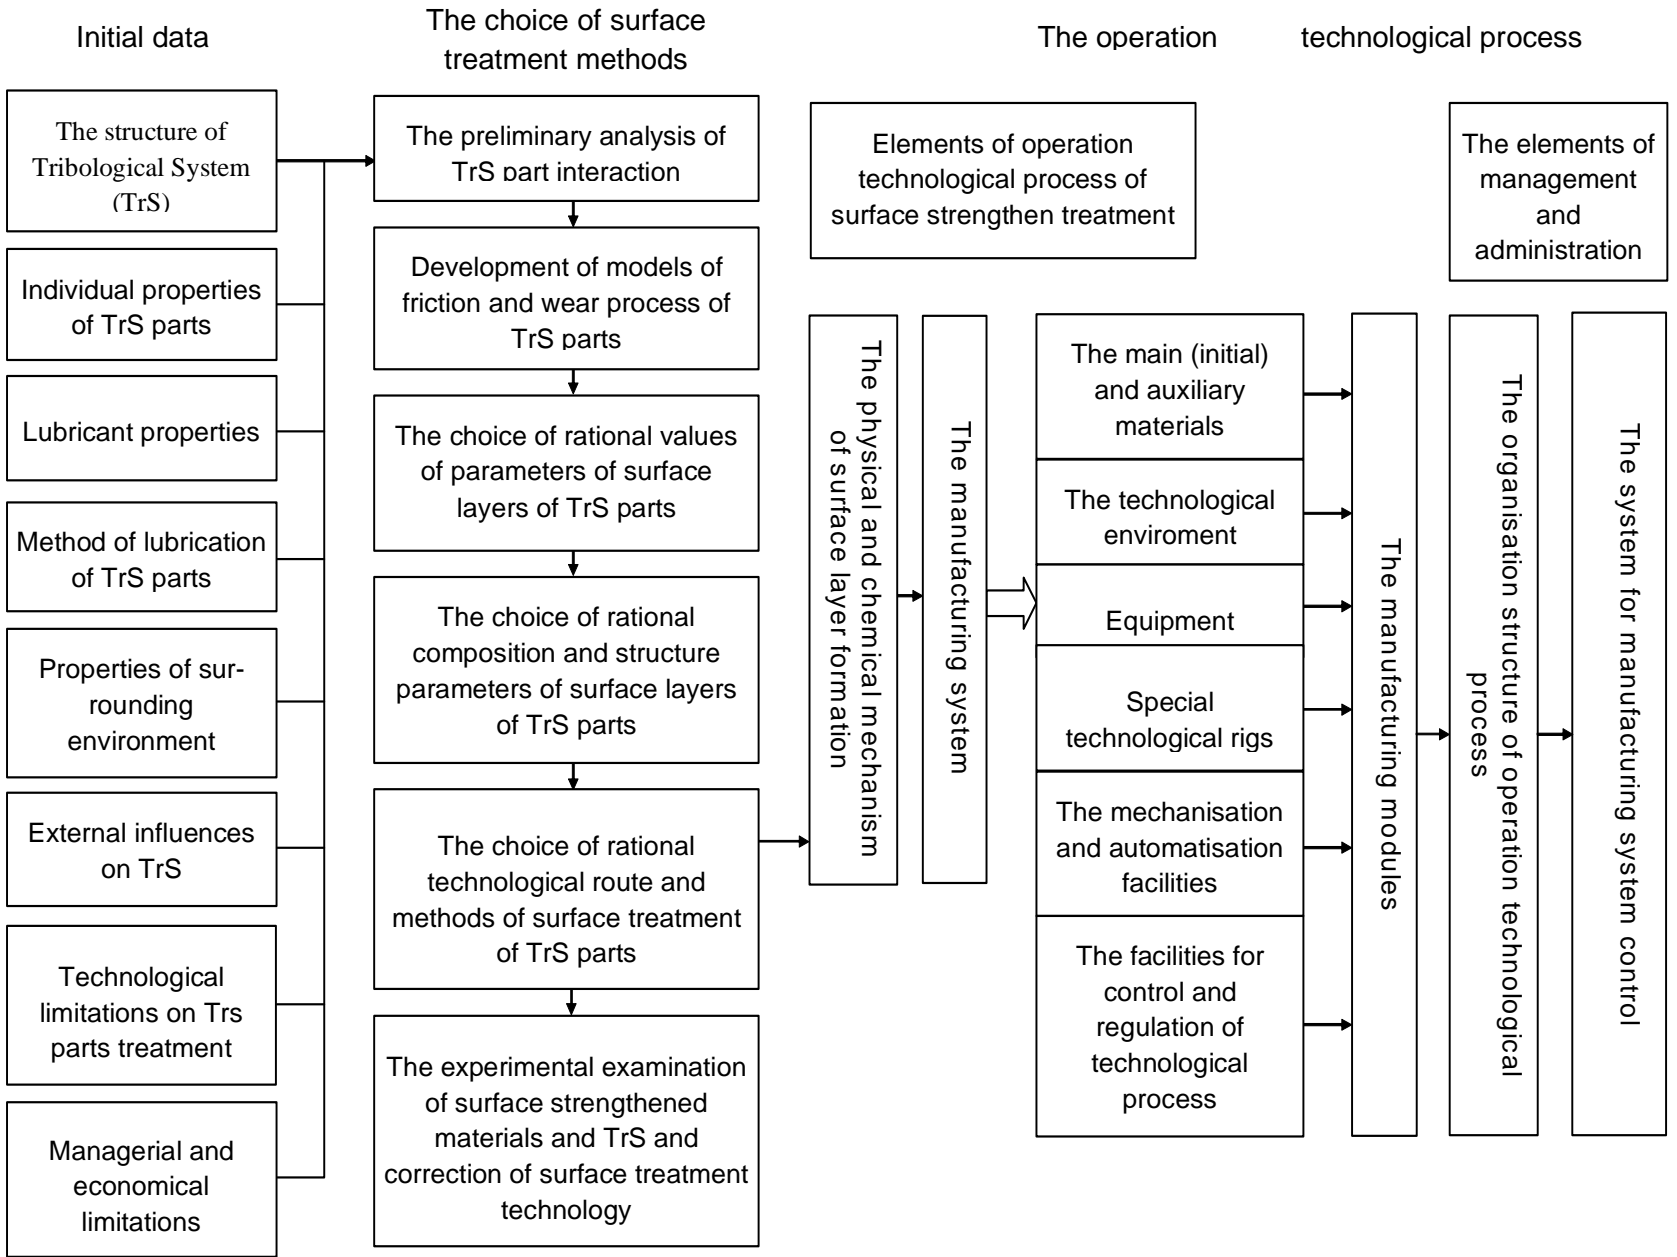 Initial data
The choice of surface
treatment methods
The operation technological process
The structure of
Tribological System
(TrS)
Individual properties
of TrS parts
Lubricant properties
Method of lubrication
of TrS parts
Properties of sur-
rounding
environment
External influences
on TrS
Technological
limitations on Trs
parts treatment
Managerial and
economical
limitations
The preliminary analysis of
TrS part interaction
Development of models of
friction and wear process of
TrS parts
The choice of rational values
of parameters of surface
layers of TrS parts
The choice of rational
composition and structure
parameters of surface layers
of TrS parts
The choice of rational
technological route and
methods of surface treatment
of TrS parts
The experimental examination
of surface strengthened
materials and TrS and
correction of surface treatment
technology
Elements of operation
technological process of
surface strengthen treatment
The elements of
management
and
administration
The physical and chemical mechanism
of surface layer formation
The manufacturing system
The main (initial)
and auxiliary
materials
The technological
enviroment
Equipment
Special
technological rigs
The mechanisation
and automatisation
facilities
The facilities for
control and
regulation of
technological
process
The manufacturing modules
The organisation structure of operation technological
process
The system for manufacturing system control